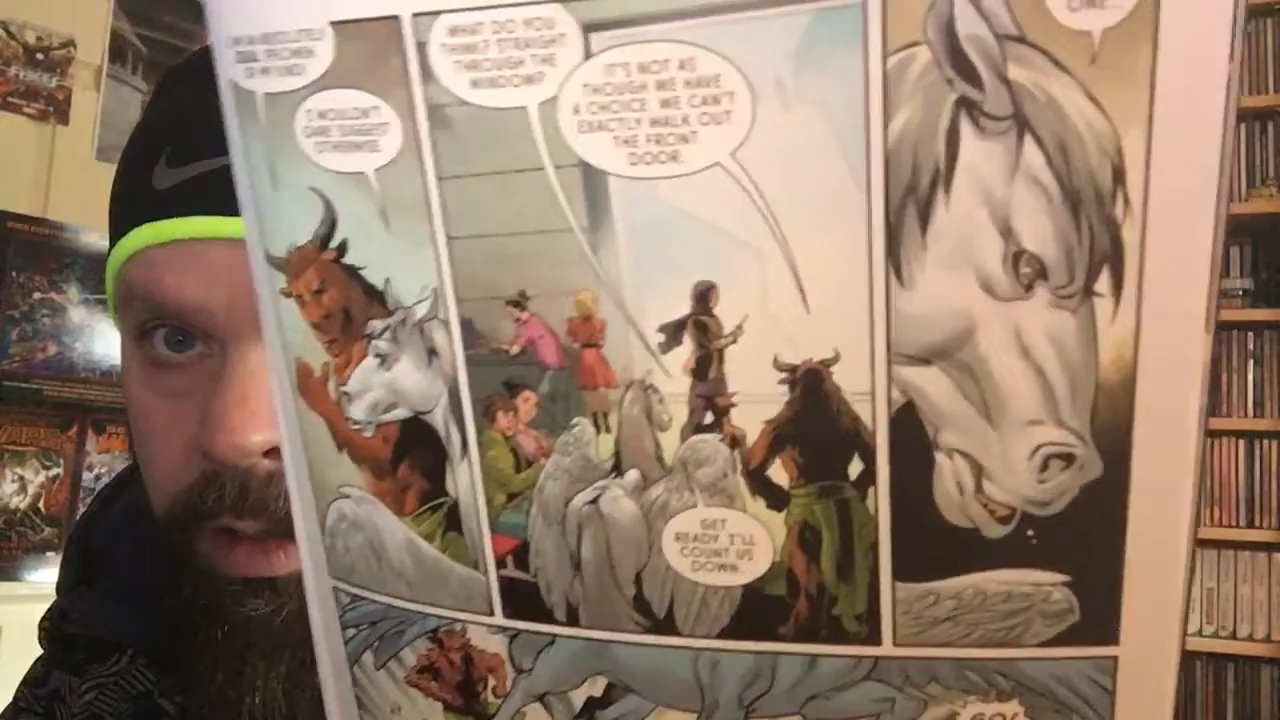 I WOULDN'T
DARE SUGGEST
OTHERWISE.
WHAT DO YOU
THINK? STRAIGHT
THROUGH THE
WINDOW?
IT'S NOT AS
THOUGH WE HAVE
A CHOICE. WE CAN'T
EXACTLY WALK OUT
THE FRONT
DOOR.
GET
READY. I'LL
COUNT US
DOWN.
ONE...